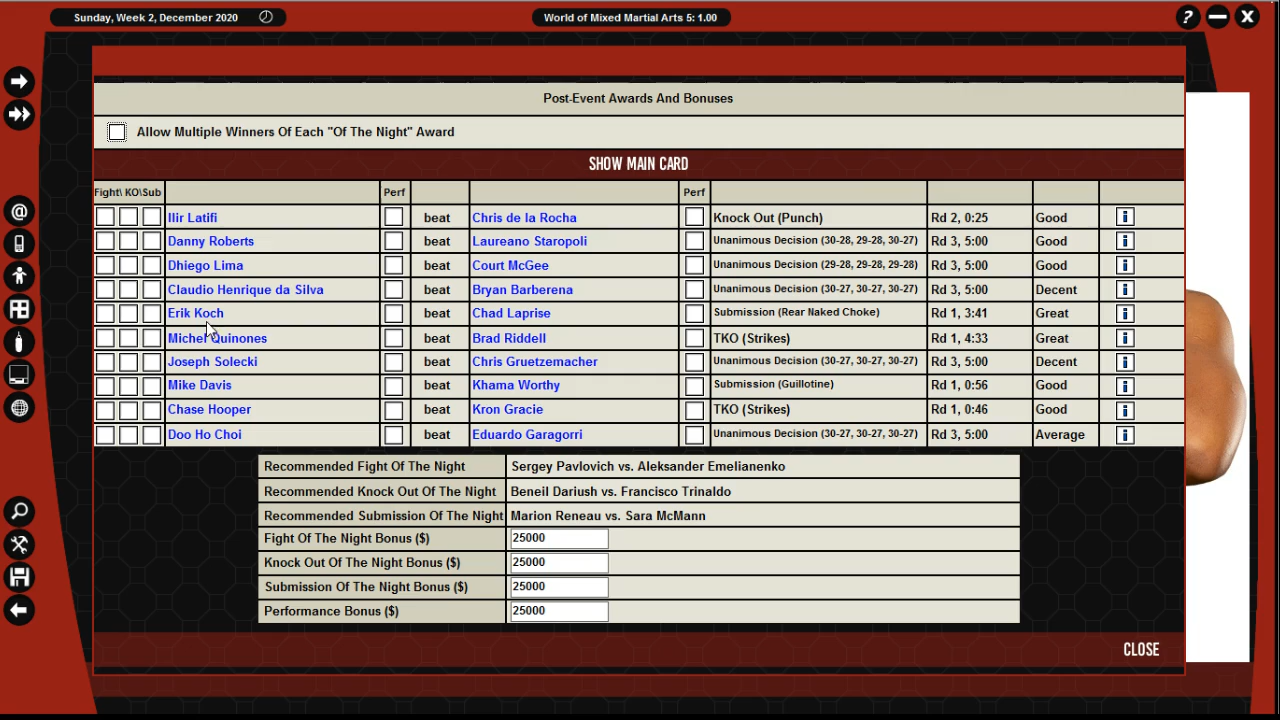 Sunday, Week 2, December 2020 World of Mixed Martial Arts 5: 1.00 ?
Post-Event Awards And Bonuses
Allow Multiple Winners Of Each "Of The Night" Award
SHOW MAIN CARD
Fight\ KO\Sub Perf Perf
Ilir Latifi beat Chris de la Rocha Knock Out (Punch) Rd 2, 0:25 Good i
Danny Roberts beat Laureano Staropoli Unanimous Decision (30-28, 29-28, 30-27) Rd 3, 5:00 Good i
Dhiego Lima beat Court McGee Unanimous Decision (29-28, 29-28, 29-28) Rd 3, 5:00 Good i
Claudio Henrique da Silva beat Bryan Barberena Unanimous Decision (30-27, 30-27, 30-27) Rd 3, 5:00 Decent i
Erik Koch beat Chad Laprise Submission (Rear Naked Choke) Rd 1, 3:41 Great i
Michel Quinones beat Brad Riddell TKO (Strikes) Rd 1, 4:33 Great i
Joseph Solecki beat Chris Gruetzemacher Unanimous Decision (30-27, 30-27, 30-27) Rd 3, 5:00 Decent i
Mike Davis beat Khama Worthy Submission (Guillotine) Rd 1, 0:56 Good i
Chase Hooper beat Kron Gracie TKO (Strikes) Rd 1, 0:46 Good i
Doo Ho Choi beat Eduardo Garagorri Unanimous Decision (30-27, 30-27, 30-27) Rd 3, 5:00 Average i
Recommended Fight Of The Night Sergey Pavlovich vs. Aleksander Emelianenko
Recommended Knock Out Of The Night Beneil Dariush vs. Francisco Trinaldo
Recommended Submission Of The Night Marion Reneau vs. Sara McMann
Fight Of The Night Bonus ($) 25000
Knock Out Of The Night Bonus ($) 25000
Submission Of The Night Bonus ($) 25000
Performance Bonus ($) 25000
CLOSE